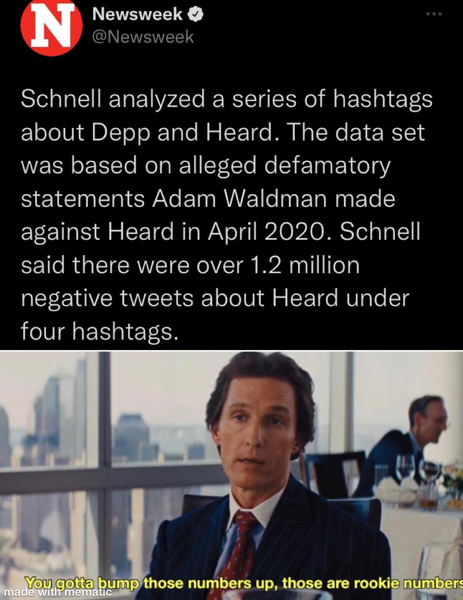 N
Newsweek
@Newsweek
Schnell analyzed a series of hashtags
about Depp and Heard. The data set
was based on alleged defamatory
statements Adam Waldman made
against Heard in April 2020. Schnell
said there were over 1.2 million
negative tweets about Heard under
four hashtags.
You gotta bump those numbers up, those are rookie numbers
made with mematic